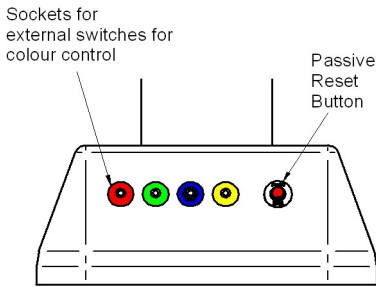 Sockets for
external switches for
colour control
Passive
Reset
Button